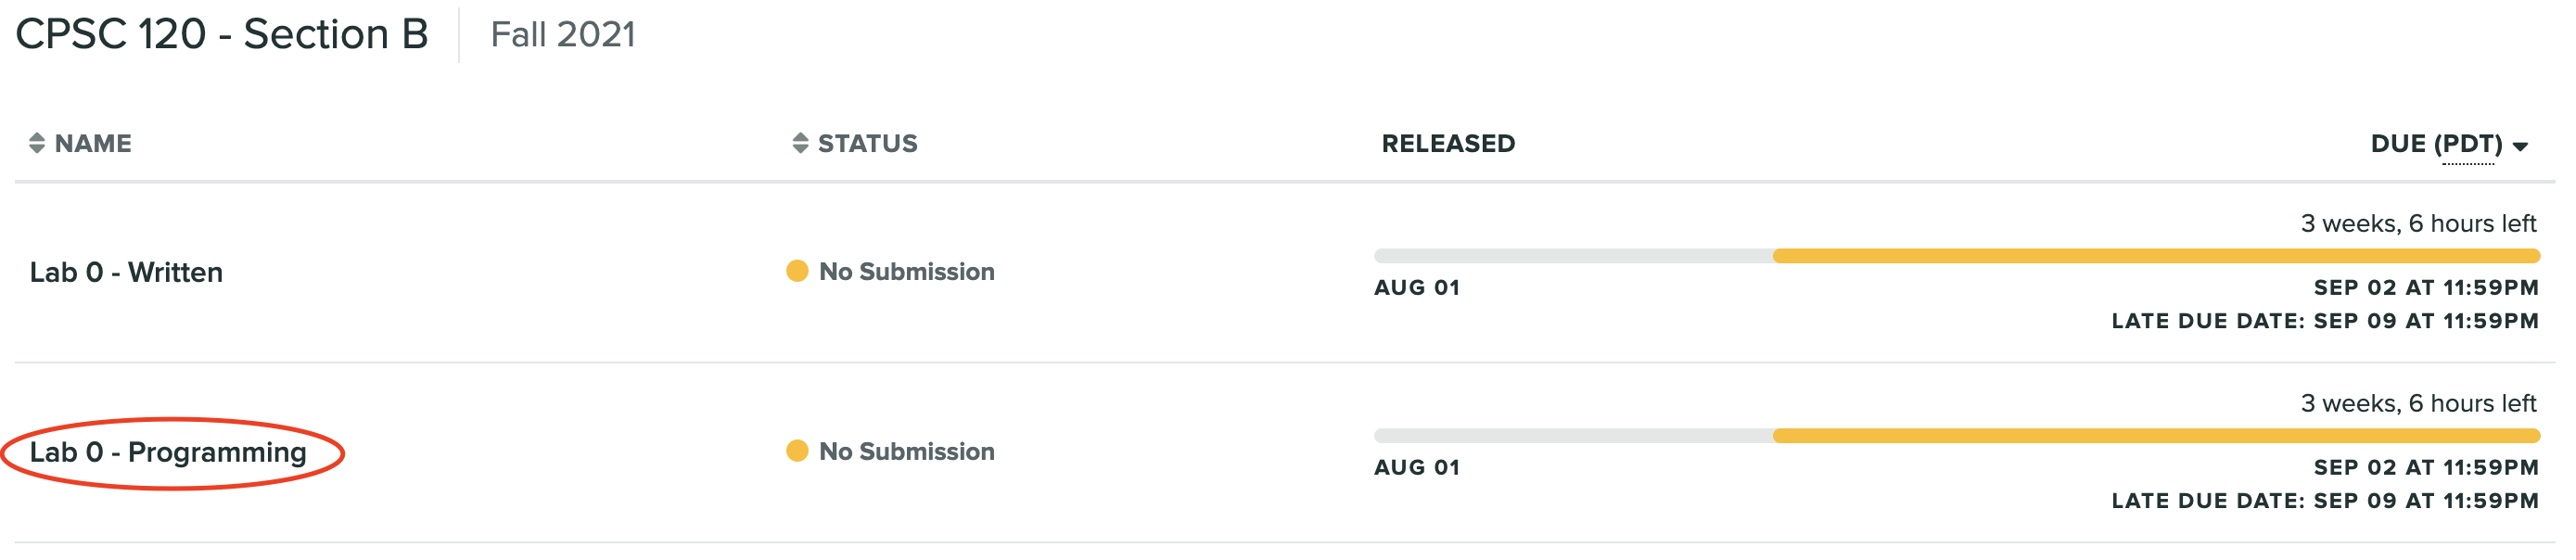 CPSC 120 - Section B Fall 2021
NAME STATUS RELEASED DUE (PDT)
3 weeks, 6 hours left
Lab 0 - Written No Submission
AUG 01 SEP 02 AT 11:59PM
LATE DUE DATE: SEP 09 AT 11:59PM
3 weeks, 6 hours left
Lab 0 - Programming No Submission
AUG 01 SEP 02 AT 11:59PM
LATE DUE DATE: SEP 09 AT 11:59PM